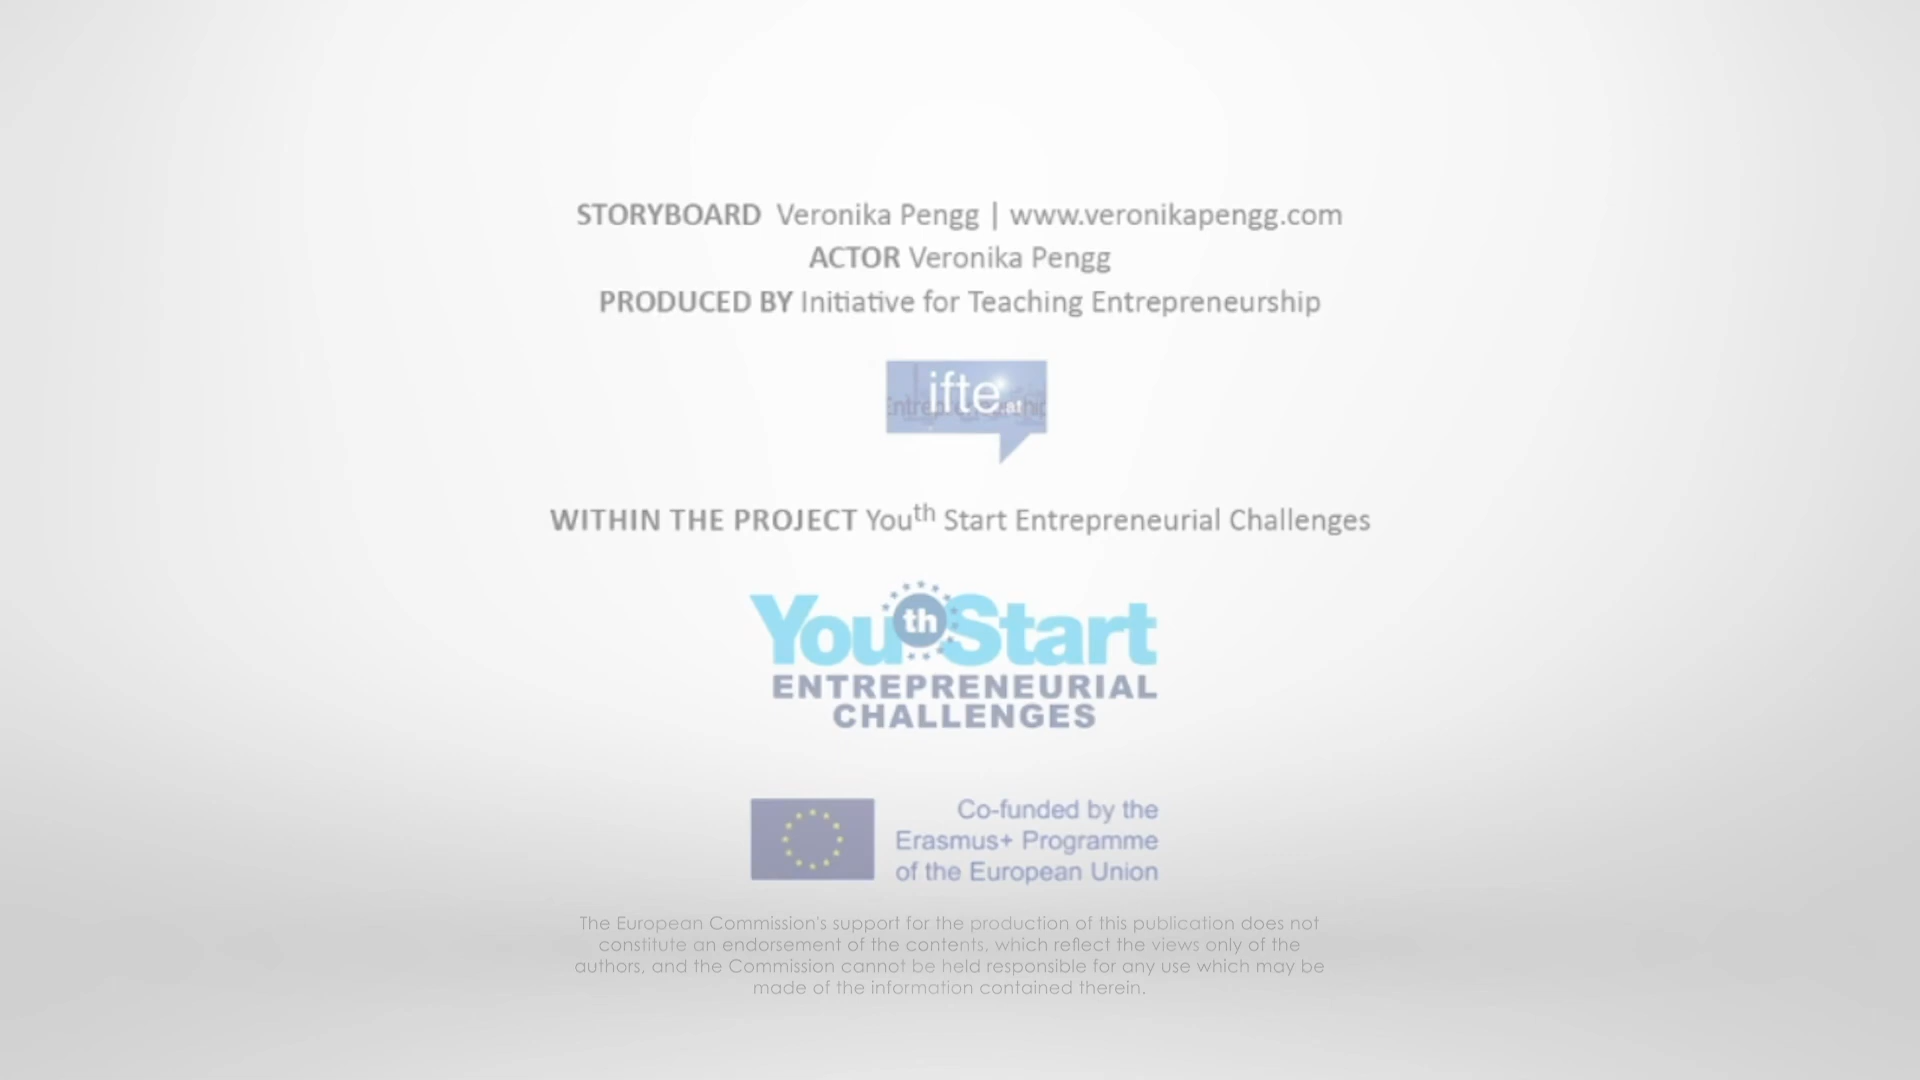 STORYBOARD Veronika Pengg | www.veronikapengg.com
ACTOR Veronika Pengg
PRODUCED BY Initiative for Teaching Entrepreneurship
ifte.at
WITHIN THE PROJECT Youth Start Entrepreneurial Challenges
Youth Start
ENTREPRENEURIAL
CHALLENGES
Co-funded by the
Erasmus+ Programme
of the European Union
The European Commission's support for the production of this publication does not
constitute an endorsement of the contents, which reflect the views only of the
authors, and the Commission cannot be held responsible for any use which may be
made of the information contained therein.